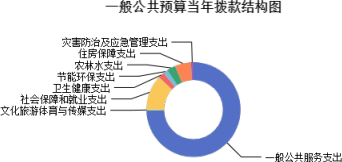 一般公共预算当年拨款结构图
灾害防治及应急管理支出
住房保障支出
农林水支出
节能环保支出
卫生健康支出
社会保障和就业支出
文化旅游体育与传媒支出
一般公共服务支出